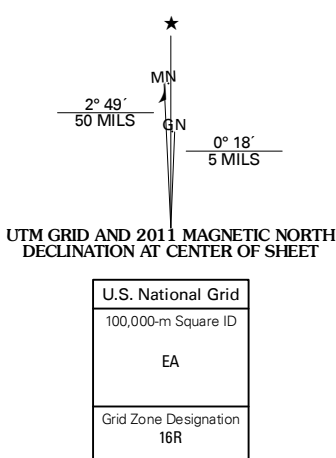 ★
MN
GN
2° 49´
50 MILS
0° 18´
5 MILS
UTM GRID AND 2011 MAGNETIC NORTH
DECLINATION AT CENTER OF SHEET
U.S. National Grid
100,000-m Square ID
EA
Grid Zone Designation
16R